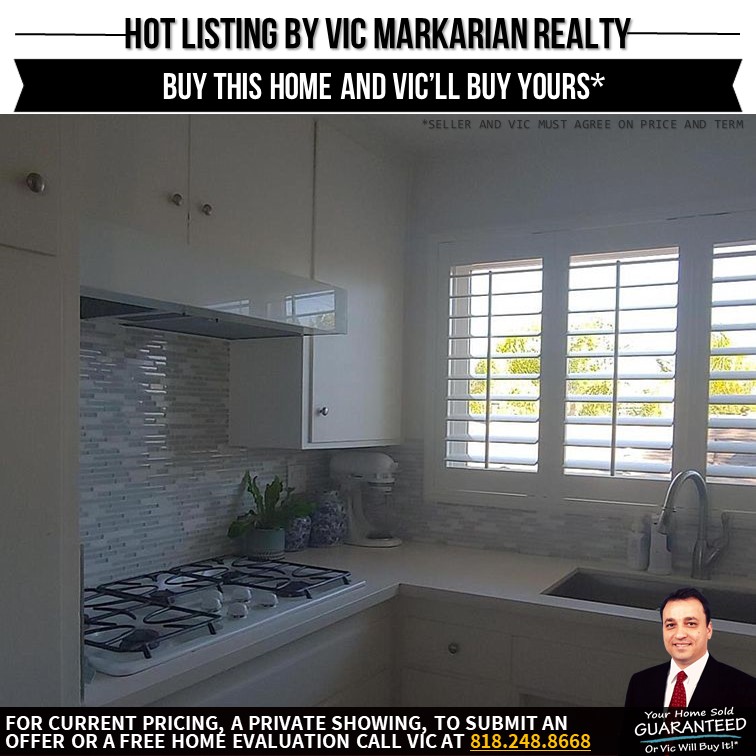 HOT LISTING BY VIC MARKARIAN REALTY
BUY THIS HOME AND VIC'LL BUY YOURS*
*SELLER AND VIC MUST AGREE ON PRICE AND TERM
Your Home Sold
GUARANTEED
Or Vic Will Buy It!
FOR CURRENT PRICING, A PRIVATE SHOWING, TO SUBMIT AN
OFFER OR A FREE HOME EVALUATION CALL VIC AT 818.248.8668